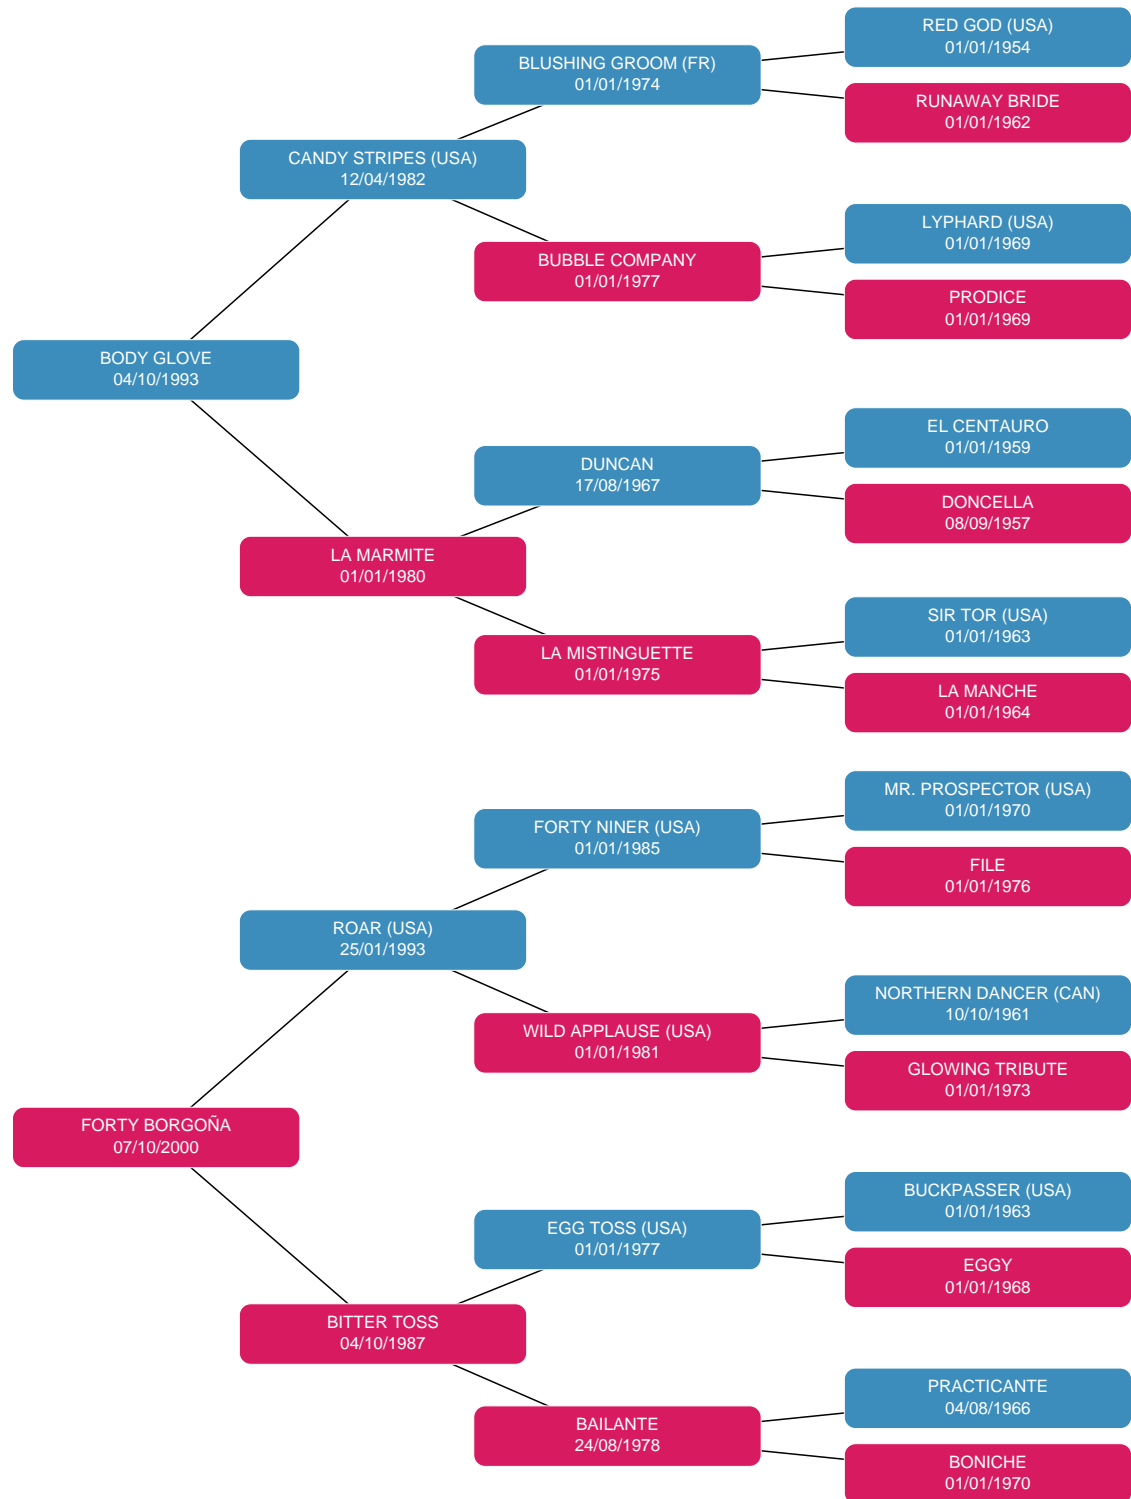 RED GOD (USA)
01/01/1954
BLUSHING GROOM (FR)
01/01/1974
RUNAWAY BRIDE
01/01/1962
CANDY STRIPES (USA)
12/04/1982
LYPHARD (USA)
01/01/1969
BUBBLE COMPANY
01/01/1977
PRODICE
01/01/1969
BODY GLOVE
04/10/1993
EL CENTAURO
01/01/1959
DUNCAN
17/08/1967
DONCELLA
08/09/1957
LA MARMITE
01/01/1980
SIR TOR (USA)
01/01/1963
LA MISTINGUETTE
01/01/1975
LA MANCHE
01/01/1964
MR. PROSPECTOR (USA)
01/01/1970
FORTY NINER (USA)
01/01/1985
FILE
01/01/1976
ROAR (USA)
25/01/1993
NORTHERN DANCER (CAN)
10/10/1961
WILD APPLAUSE (USA)
01/01/1981
GLOWING TRIBUTE
01/01/1973
FORTY BORGOÑA
07/10/2000
BUCKPASSER (USA)
01/01/1963
EGG TOSS (USA)
01/01/1977
EGGY
01/01/1968
BITTER TOSS
04/10/1987
PRACTICANTE
04/08/1966
BAILANTE
24/08/1978
BONICHE
01/01/1970